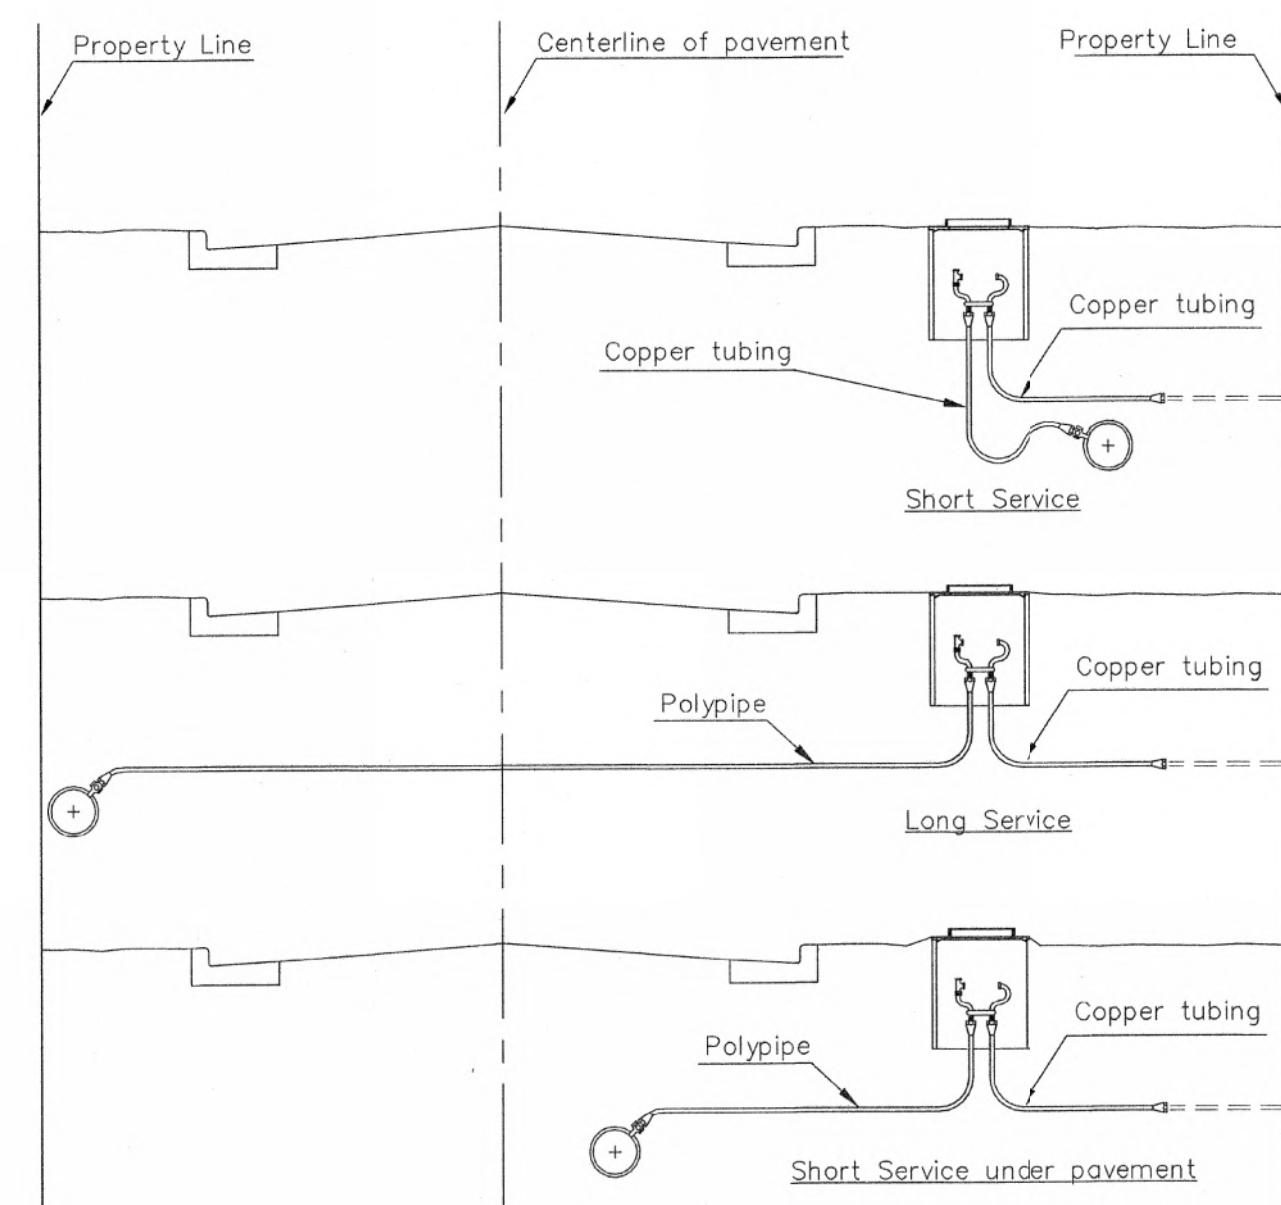 Property Line
Centerline of pavement
Property Line
Copper tubing
Copper tubing
Short Service
Copper tubing
Polypipe
Long Service
Copper tubing
Polypipe
Short Service under pavement